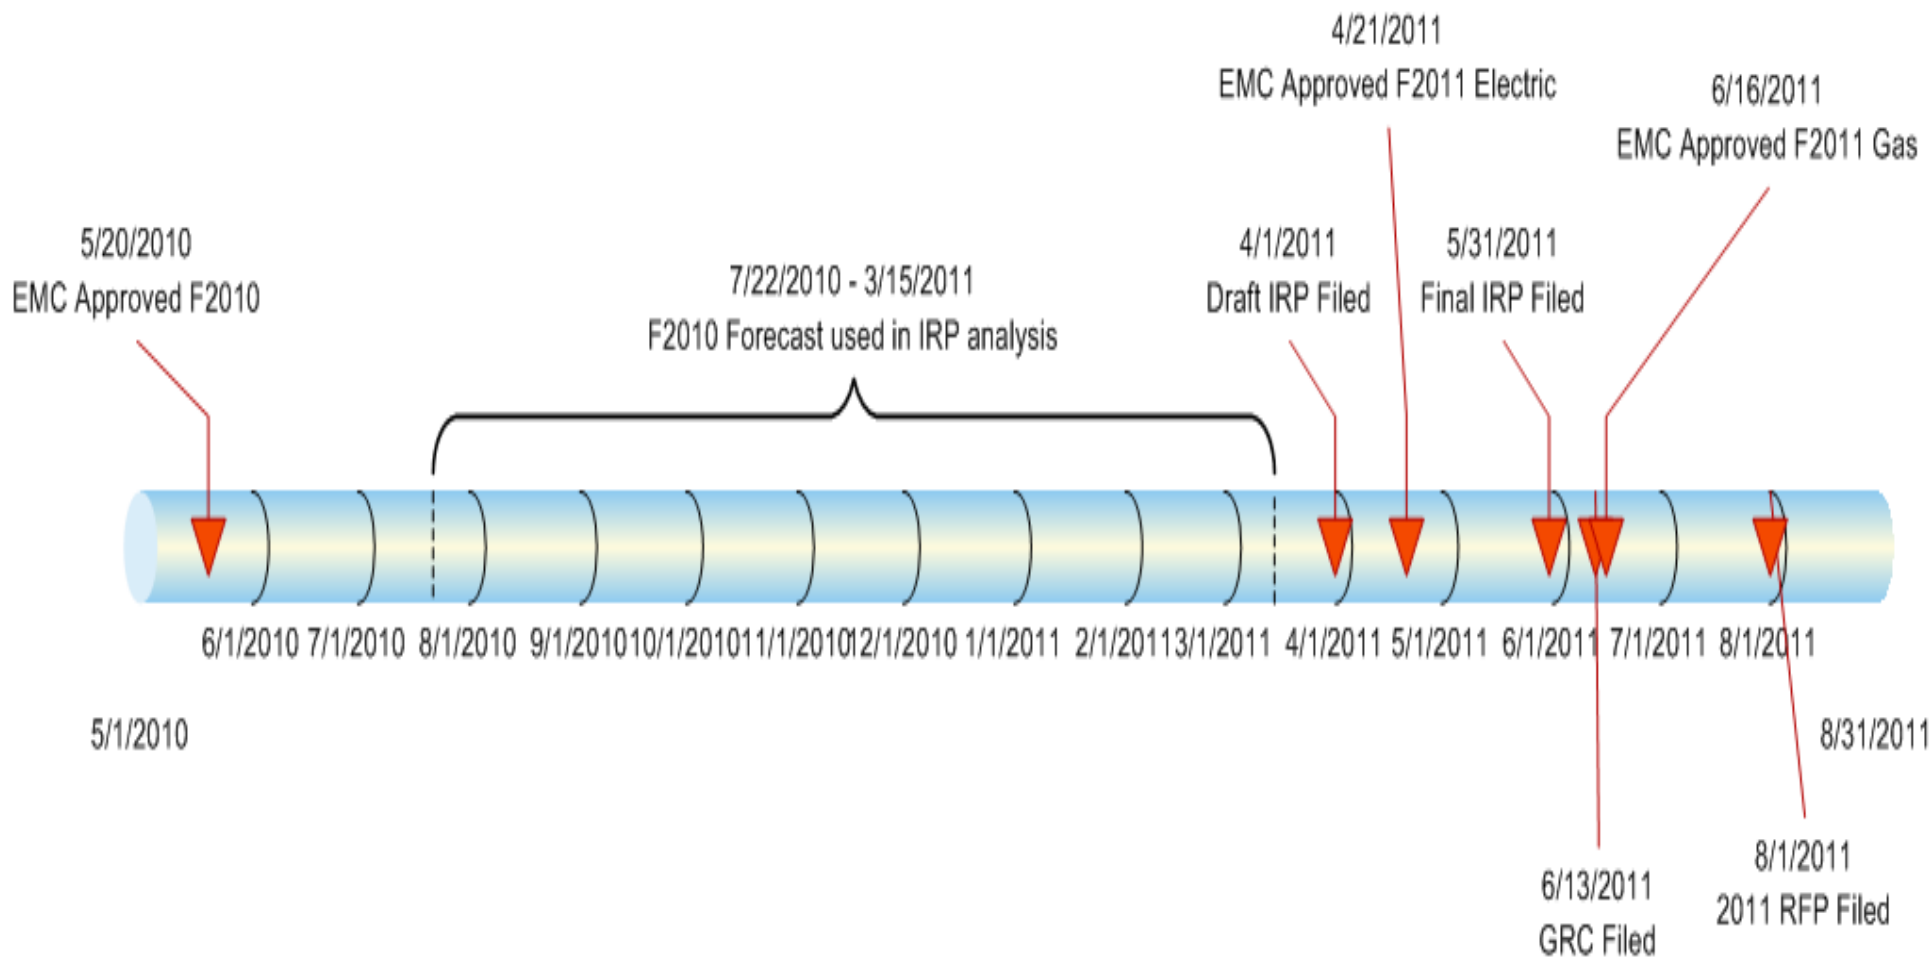 4/21/2011
EMC Approved F2011 Electric
6/16/2011
EMC Approved F2011 Gas
5/20/2010
EMC Approved F2010
7/22/2010 - 3/15/2011
F2010 Forecast used in IRP analysis
4/1/2011
Draft IRP Filed
5/31/2011
Final IRP Filed
6/1/2010 7/1/2010 8/1/2010 9/1/2010 10/1/2010 11/1/2010 12/1/2010 1/1/2011 2/1/2011 3/1/2011 4/1/2011 5/1/2011 6/1/2011 7/1/2011 8/1/2011
5/1/2010
8/31/2011
6/13/2011
GRC Filed
8/1/2011
2011 RFP Filed